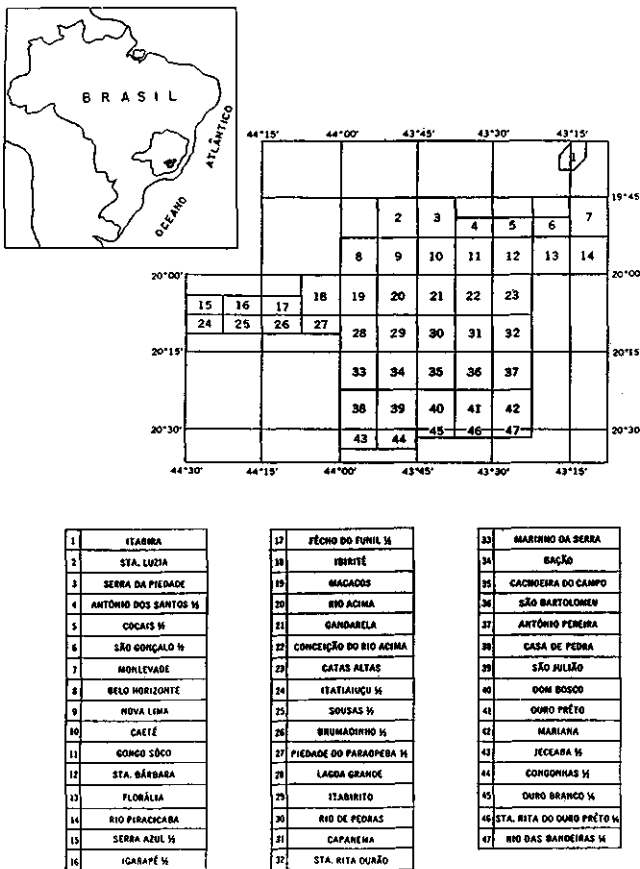 BRASIL
ATLÂNTICO
OCEANO
44°15' 44°00' 43°45' 43°30' 43°15'
1
19°45'
2 3 7
4 5 6
8 9 10 11 12 13 14
20°00' 20°00'
18 19 20 21 22 23
15 16 17
24 25 26 27
28 29 30 31 32
20°15' 20°15'
33 34 35 36 37
38 39 40 41 42
20°30' 45 46 47 20°30'
43 44
44°30' 44°15' 44°00' 43°45' 43°30' 43°15'
1 ITABIRA
2 STA. LUZIA
3 SERRA DA PIEDADE
4 ANTÔNIO DOS SANTOS ½
5 COCAIS ½
6 SÃO GONÇALO ½
7 MONLEVADE
8 BELO HORIZONTE
9 NOVA LIMA
10 CAETÉ
11 GONGO SÔCO
12 STA. BÁRBARA
13 FLORÁLIA
14 RIO PIRACICABA
15 SERRA AZUL ½
16 IGARAPÉ ½
17 FÊCHO DO FUNIL ½
18 IBIRITÉ
19 MACACOS
20 RIO ACIMA
21 GANDARELA
22 CONCEIÇÃO DO RIO ACIMA
23 CATAS ALTAS
24 ITATIAIUÇU ½
25 SOUSAS ½
26 BRUMADINHO ½
27 PIEDADE DO PARAOPEBA ½
28 LAGOA GRANDE
29 ITABIRITO
30 RIO DE PEDRAS
31 CAPANEMA
32 STA. RITA DURÃO
33 MARINHO DA SERRA
34 BAÇÃO
35 CACHOEIRA DO CAMPO
36 SÃO BARTOLOMEU
37 ANTÔNIO PEREIRA
38 CASA DE PEDRA
39 SÃO JULIÃO
40 DOM BOSCO
41 OURO PRÊTO
42 MARIANA
43 JECEABA ½
44 CONGONHAS ½
45 OURO BRANCO ½
46 STA. RITA DO OURO PRÊTO ½
47 RIO DAS BANDEIRAS ½